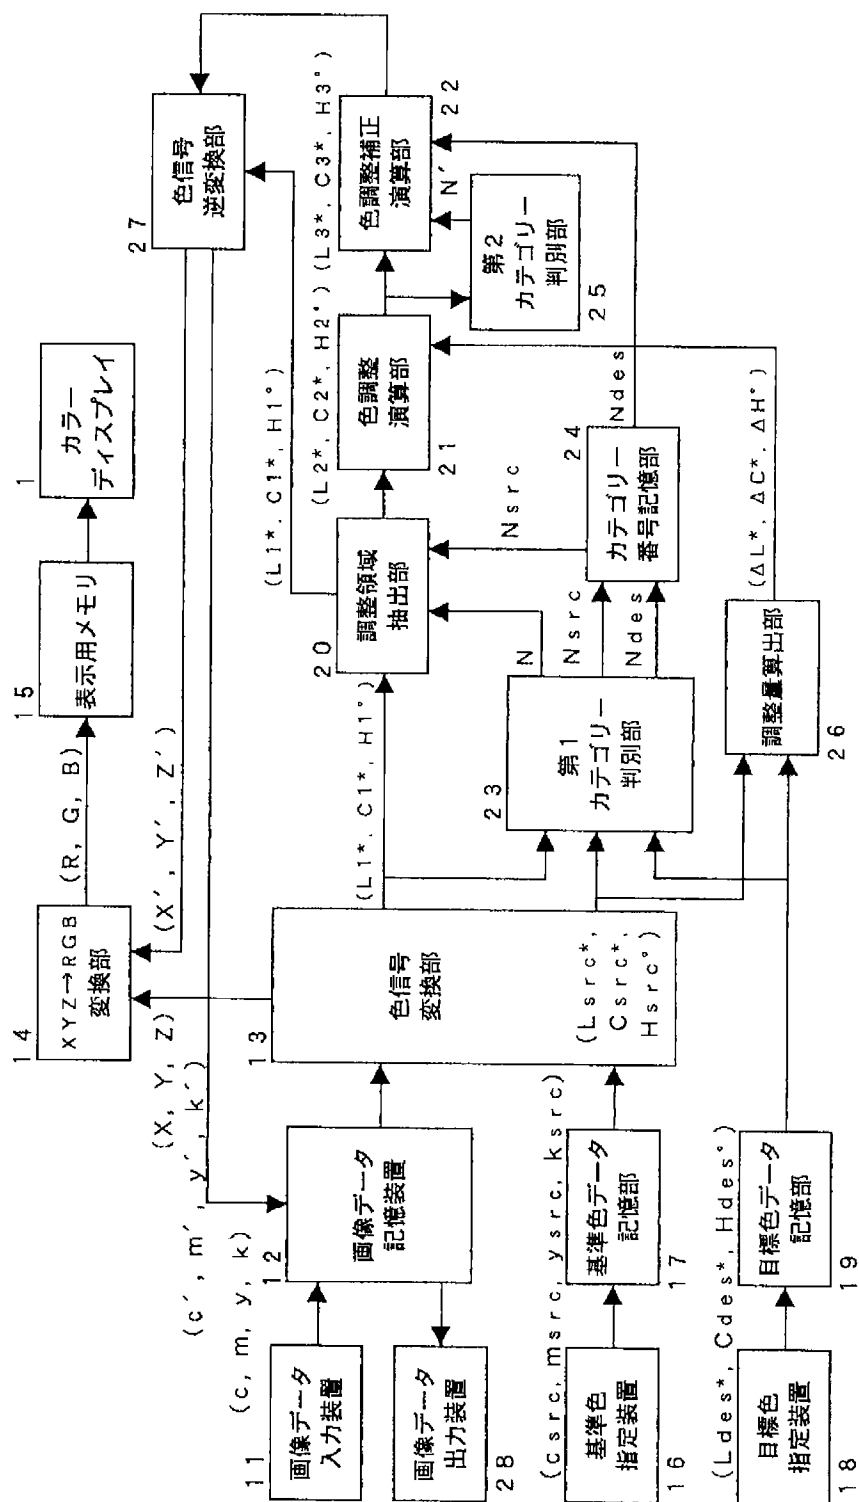 11
画像データ
入力装置
(c, m, y, k)
画像データ
出力装置
28
12
画像データ
記憶装置
(c´, m´, y´, k´)
(X, Y, Z)
14
XYZ→RGB
変換部
(X´, Y´, Z´)
(R, G, B)
15
表示用メモリ
1
カラー
ディスプレイ
27
色信号
逆変換部
13
色信号
変換部
(Lsrc*,
Csrc*,
Hsrc°)
(L1*, C1*, H1°)
(L1*, C1*, H1°)
20
調整領域
抽出部
(L2*, C2*, H2°)
色調整
演算部
21
(L3*, C3*, H3°)
色調整補正
演算部
22
N´
第2
カテゴリー
判別部
25
23
第1
カテゴリー
判別部
N
Nsrc
Ndes
Nsrc
カテゴリー
番号記憶部
24
Ndes
(csrc, msrc, ysrc, ksrc)
基準色
指定装置
16
基準色データ
記憶部
17
(Ldes*, Cdes*, Hdes°)
目標色
指定装置
18
目標色データ
記憶部
19
調整量算出部
26
(ΔL*, ΔC*, ΔH°)